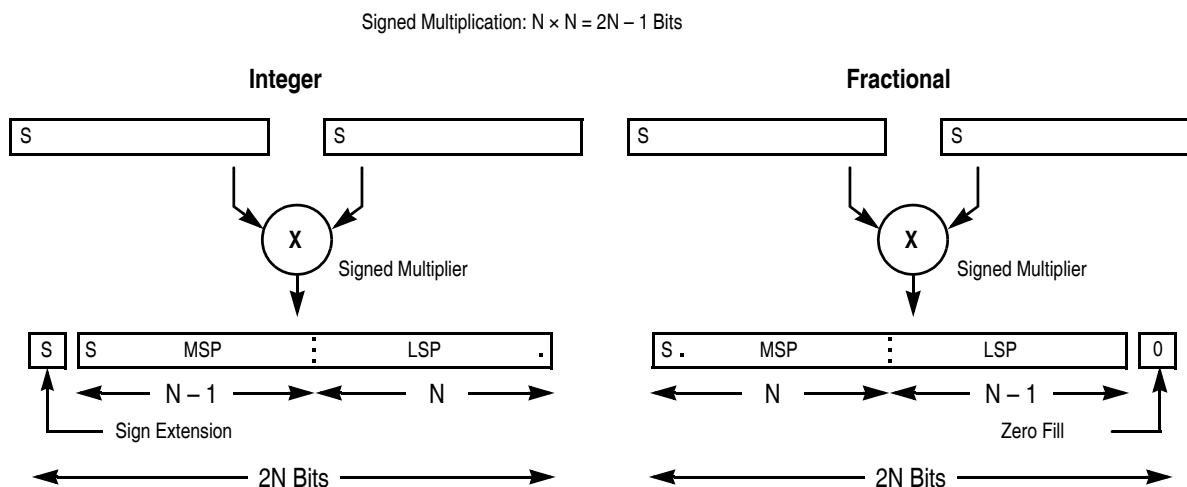 Signed Multiplication: N × N = 2N – 1 Bits
Integer
Fractional
S
S
S
S
X
X
Signed Multiplier
Signed Multiplier
S
S MSP LSP .
S . MSP LSP
0
N – 1
N
N
N – 1
Sign Extension
Zero Fill
2N Bits
2N Bits